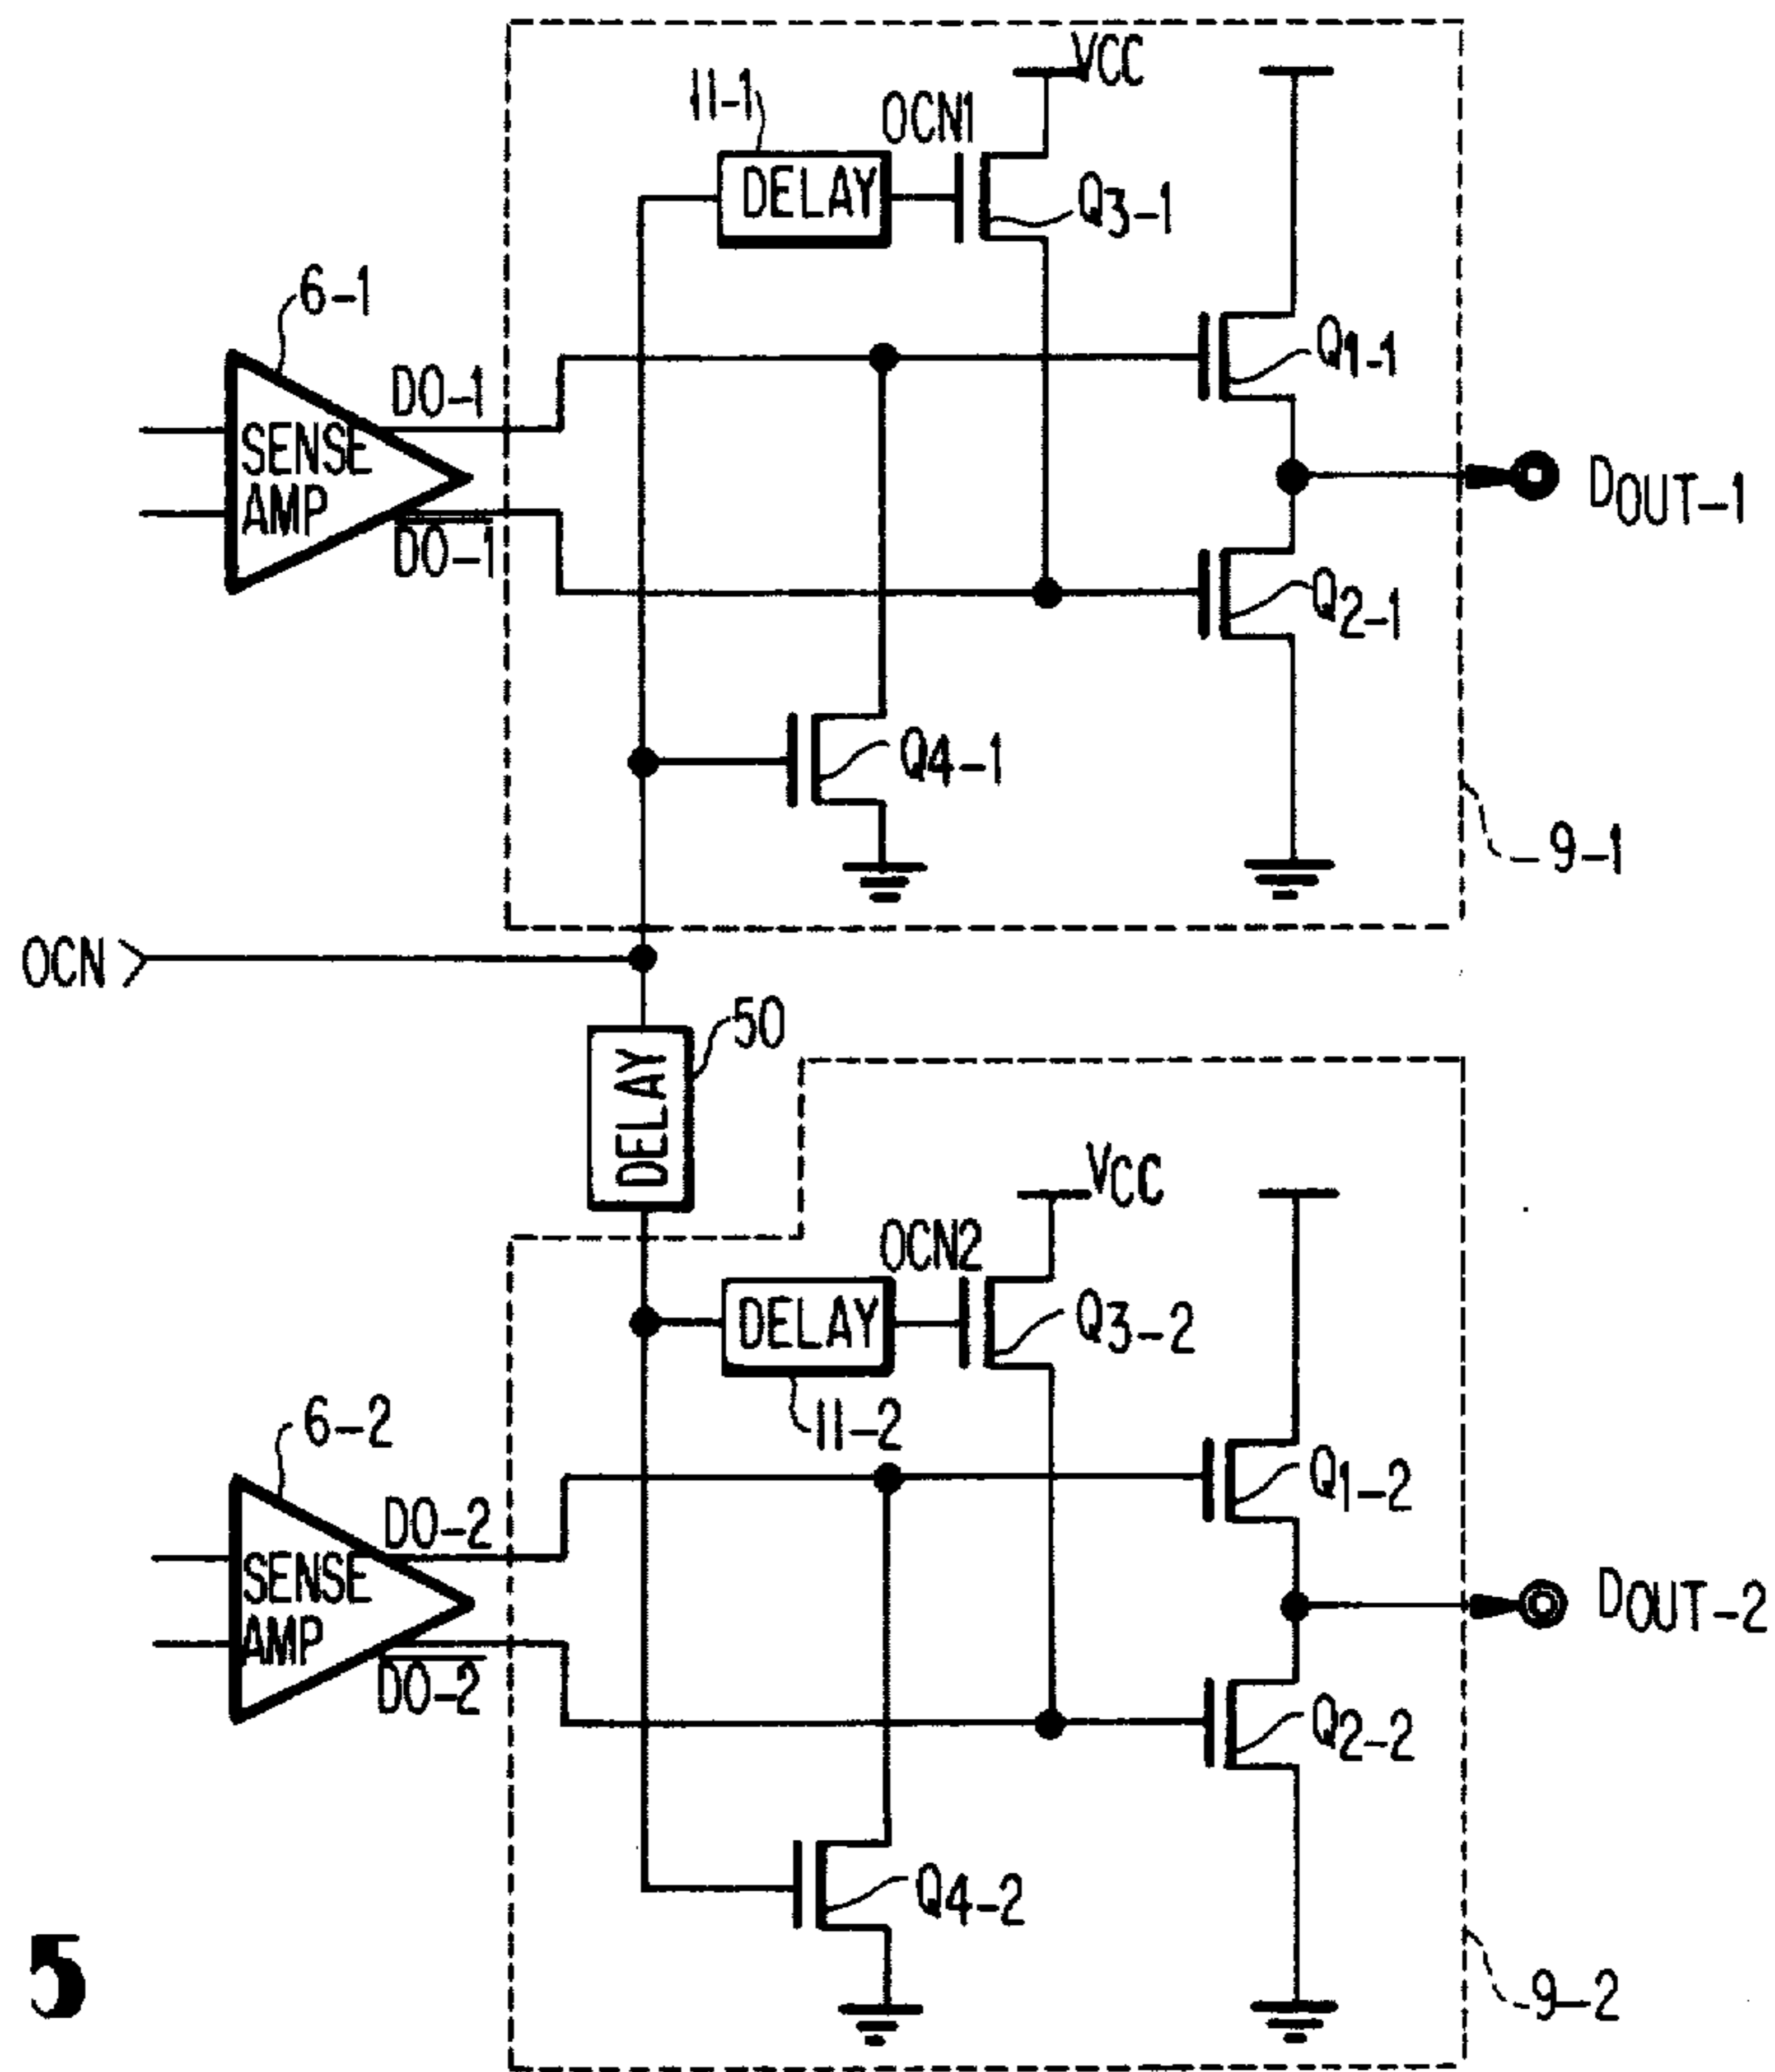 VCC
11-1
OCN1
DELAY
Q3-1
6-1
Q1-1
DO-1
SENSE
AMP
DOUT-1
D̅O̅-̅1̅
Q2-1
Q4-1
9-1
OCN
50
DELAY
VCC
OCN2
DELAY
Q3-2
11-2
6-2
Q1-2
DO-2
SENSE
AMP
DOUT-2
D̅O̅-̅2̅
Q2-2
Q4-2
5
9-2